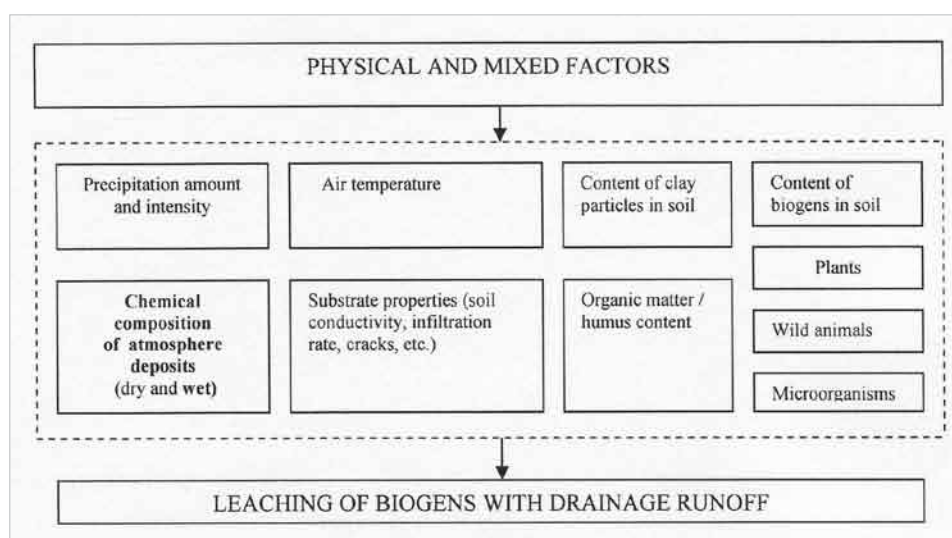 PHYSICAL AND MIXED FACTORS
Precipitation amount
and intensity
Air temperature
Content of clay
particles in soil
Content of
biogens in soil
Plants
Chemical
composition
of atmosphere
deposits
(dry and wet)
Substrate properties (soil
conductivity, infiltration
rate, cracks, etc.)
Organic matter /
humus content
Wild animals
Microorganisms
LEACHING OF BIOGENS WITH DRAINAGE RUNOFF